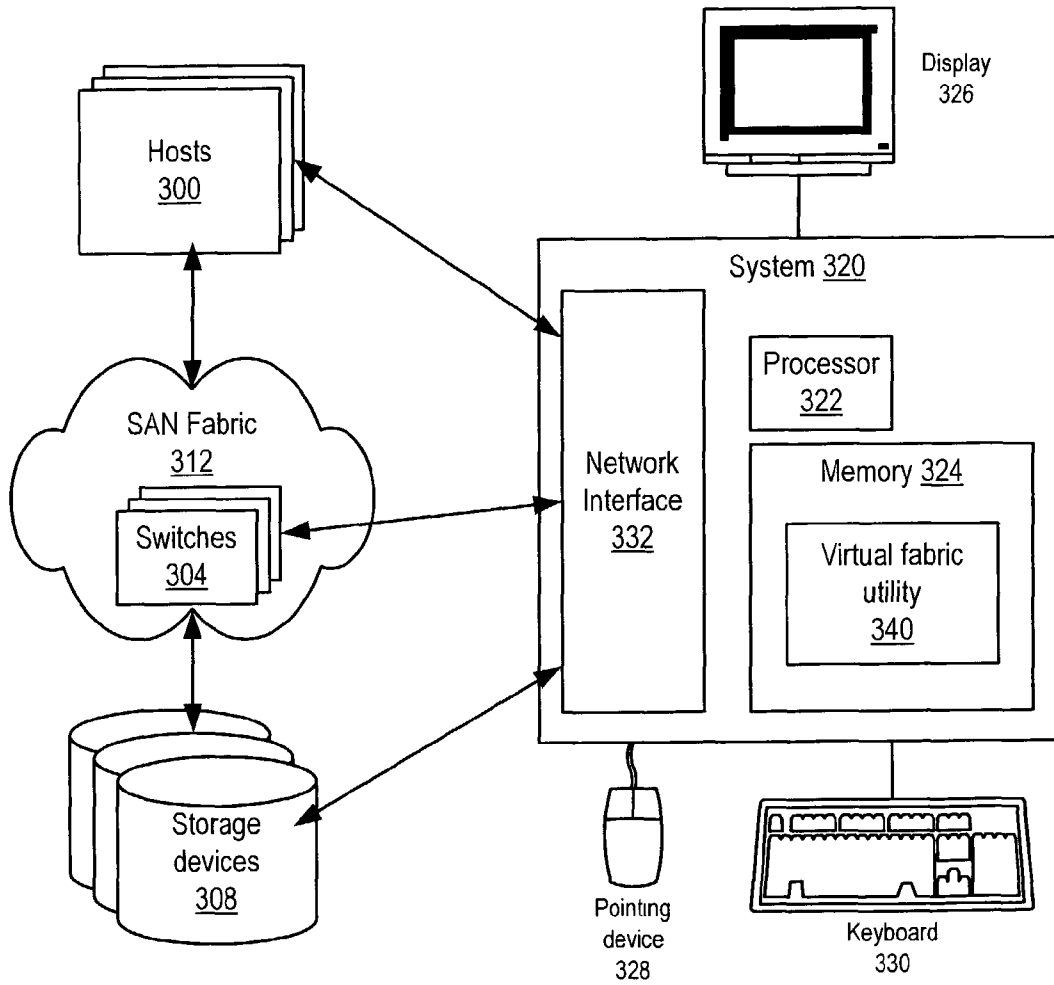 Display
326
Hosts
300
System 320
Processor
322
SAN Fabric
312
Switches
304
Network
Interface
332
Memory 324
Virtual fabric
utility
340
Storage
devices
308
Pointing
device
328
Keyboard
330